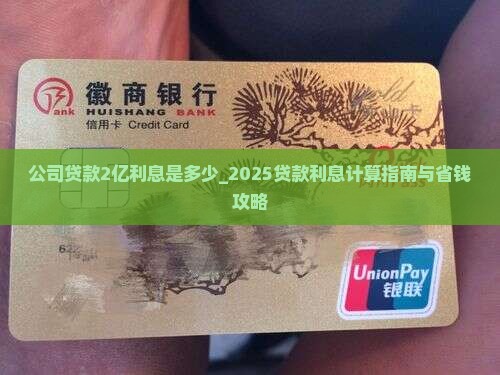 徽商银行
ank
HUISHANG BANK
信用卡 Credit Card
公司贷款2亿利息是多少_2025贷款利息计算指南与省钱
攻略
UnionPay
银联